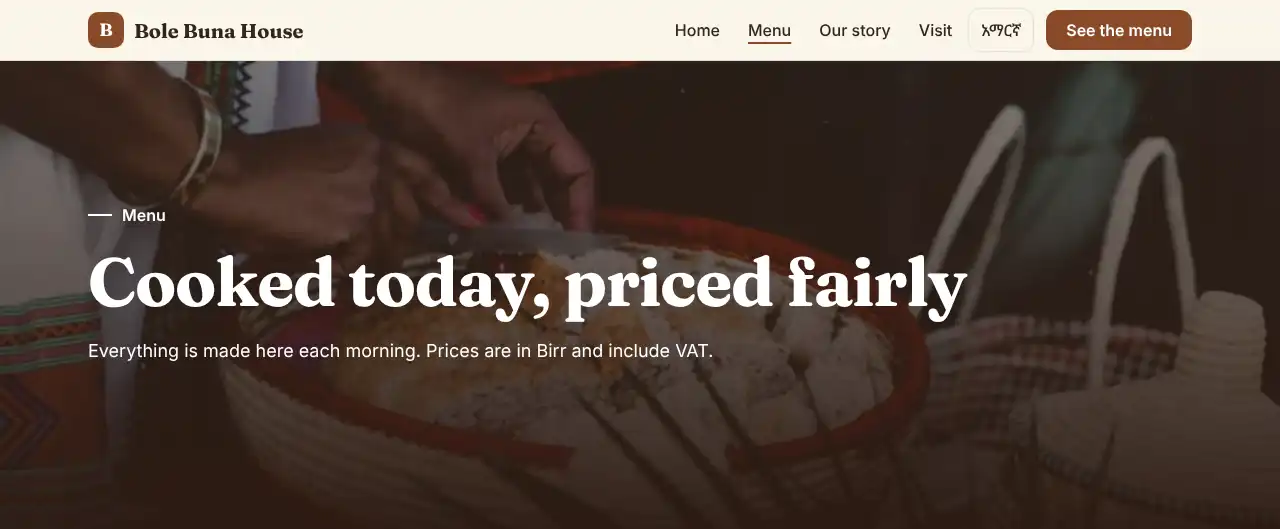 B
Bole Buna House
Home
Menu
Our story
Visit
አማርኛ
See the menu
Menu
Cooked today, priced fairly
Everything is made here each morning. Prices are in Birr and include VAT.